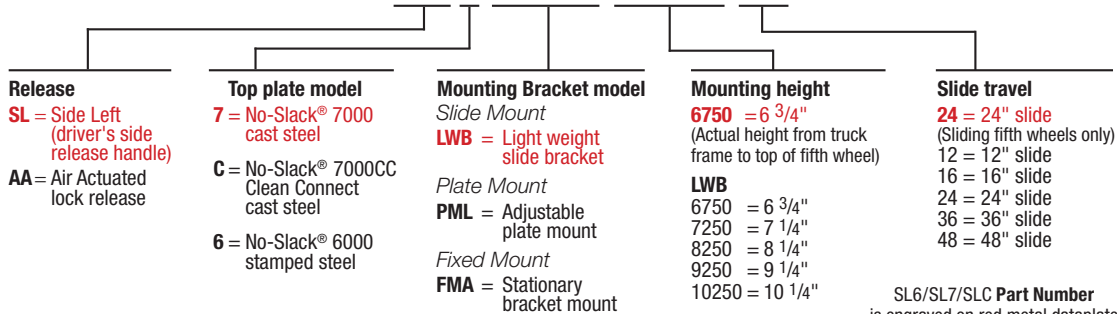 Release
SL = Side Left
(driver's side
release handle)
AA = Air Actuated
lock release
Top plate model
7 = No-Slack® 7000
cast steel
C = No-Slack® 7000CC
Clean Connect
cast steel
6 = No-Slack® 6000
stamped steel
Mounting Bracket model
Slide Mount
LWB = Light weight
slide bracket
Plate Mount
PML = Adjustable
plate mount
Fixed Mount
FMA = Stationary
bracket mount
Mounting height
6750 = 6 3/4"
(Actual height from truck
frame to top of fifth wheel)
LWB
6750 = 6 3/4"
7250 = 7 1/4"
8250 = 8 1/4"
9250 = 9 1/4"
10250 = 10 1/4"
Slide travel
24 = 24" slide
(Sliding fifth wheels only)
12 = 12" slide
16 = 16" slide
24 = 24" slide
36 = 36" slide
48 = 48" slide
SL6/SL7/SLC Part Number
is engraved on red metal dataplate